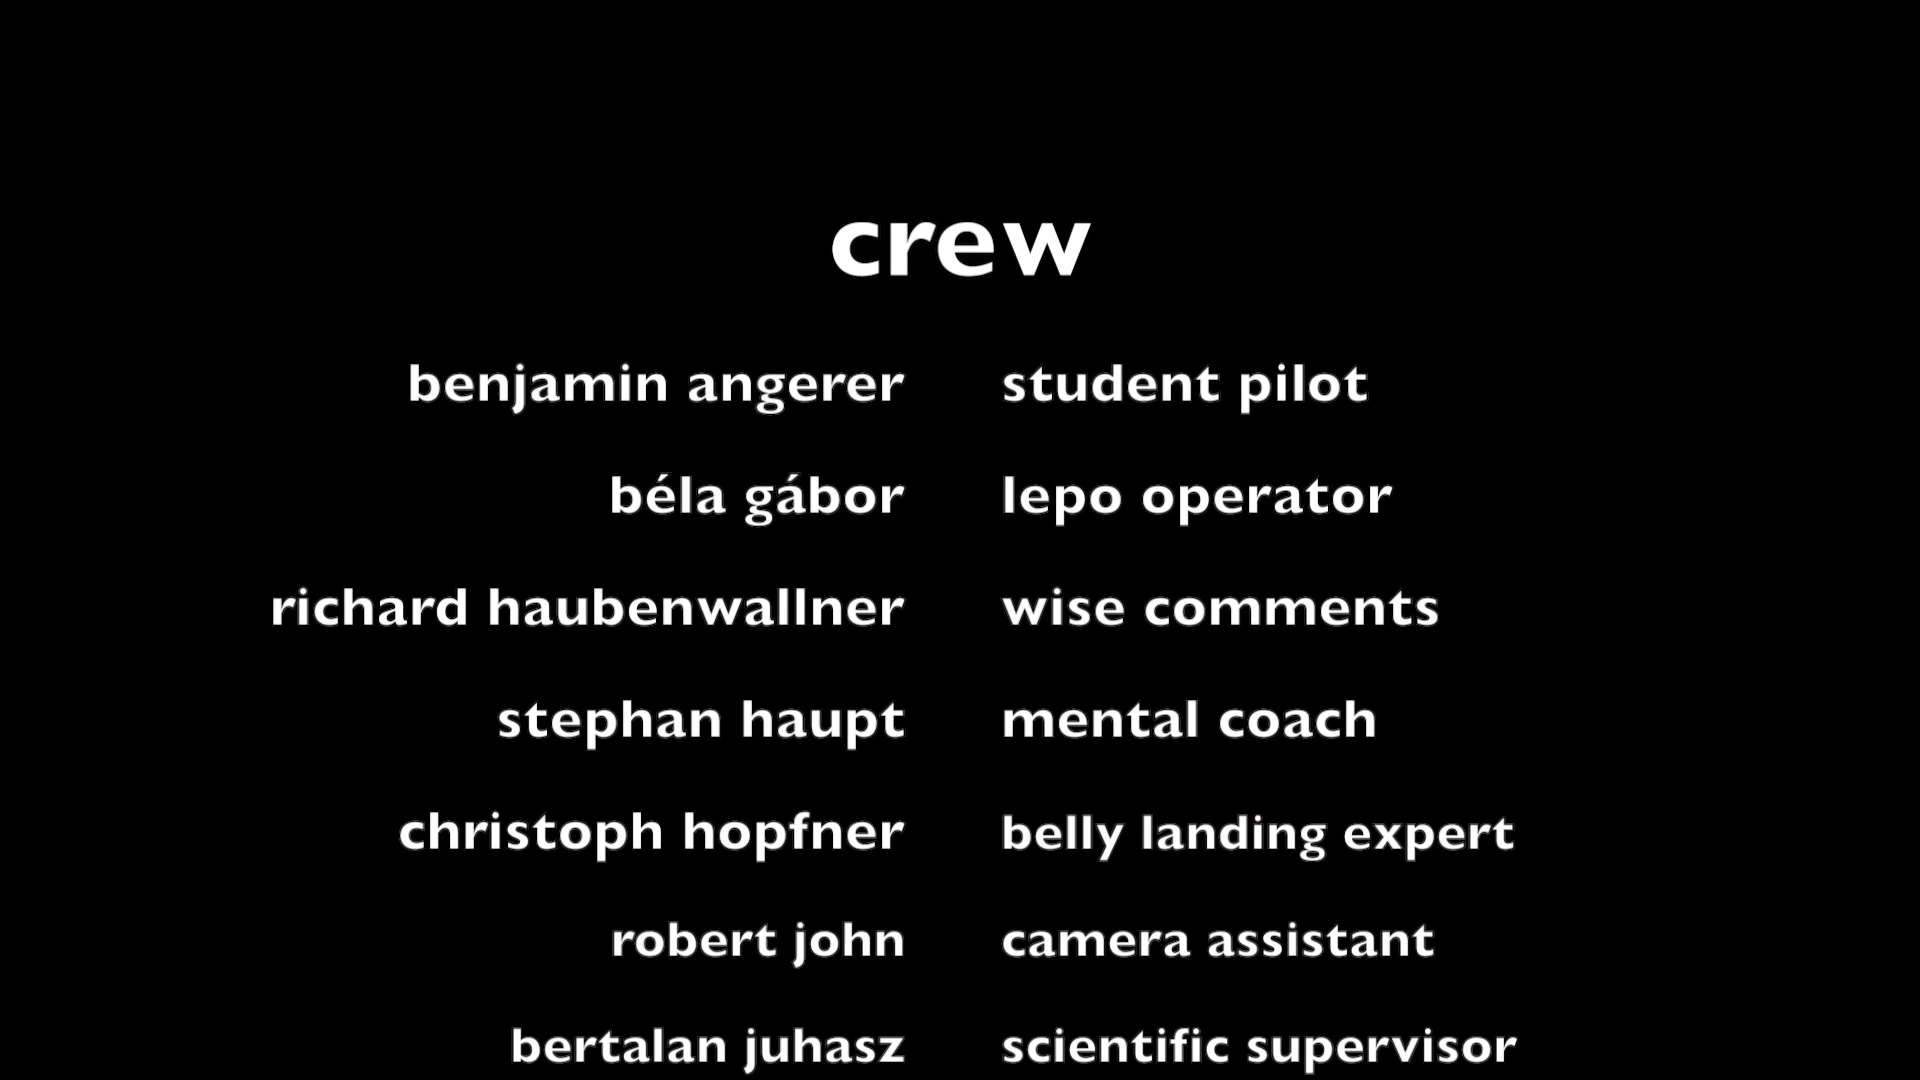 crew
benjamin angerer student pilot
béla gábor lepo operator
richard haubenwallner wise comments
stephan haupt mental coach
christoph hopfner belly landing expert
robert john camera assistant
bertalan juhasz scientific supervisor